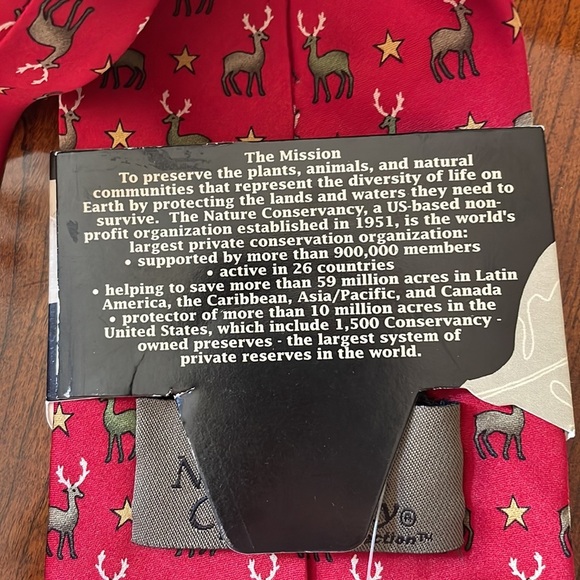 The Mission
To preserve the plants, animals, and natural
communities that represent the diversity of life on
Earth by protecting the lands and waters they need to
survive. The Nature Conservancy, a US-based non-
profit organization established in 1951, is the world's
largest private conservation organization:
• supported by more than 900,000 members
• active in 26 countries
• helping to save more than 59 million acres in Latin
America, the Caribbean, Asia/Pacific, and Canada
• protector of more than 10 million acres in the
United States, which include 1,500 Conservancy -
owned preserves - the largest system of
private reserves in the world.